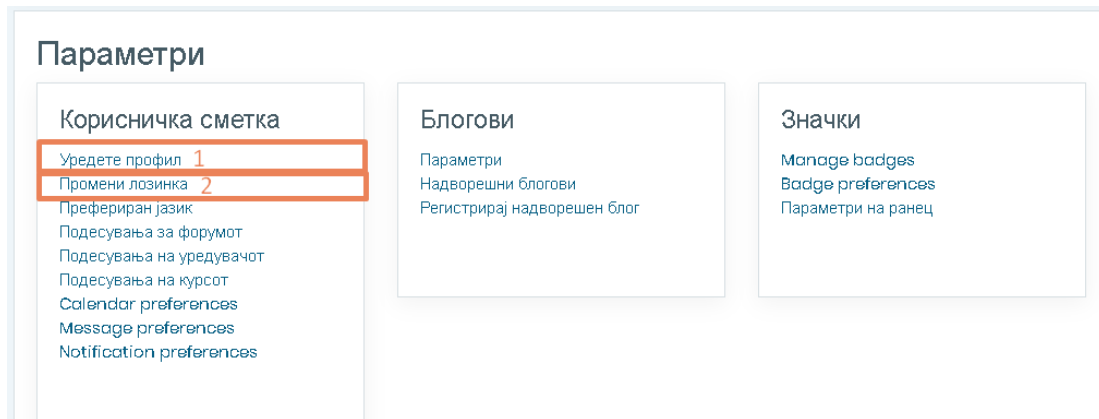 Параметри
Корисничка сметка
Уредете профил 1
Промени лозинка 2
Префериран јазик
Подесувања за форумот
Подесувања на уредувачот
Подесувања на курсот
Calendar preferences
Message preferences
Notification preferences
Блогови
Параметри
Надворешни блогови
Регистрирај надворешен блог
Значки
Manage badges
Badge preferences
Параметри на ранец